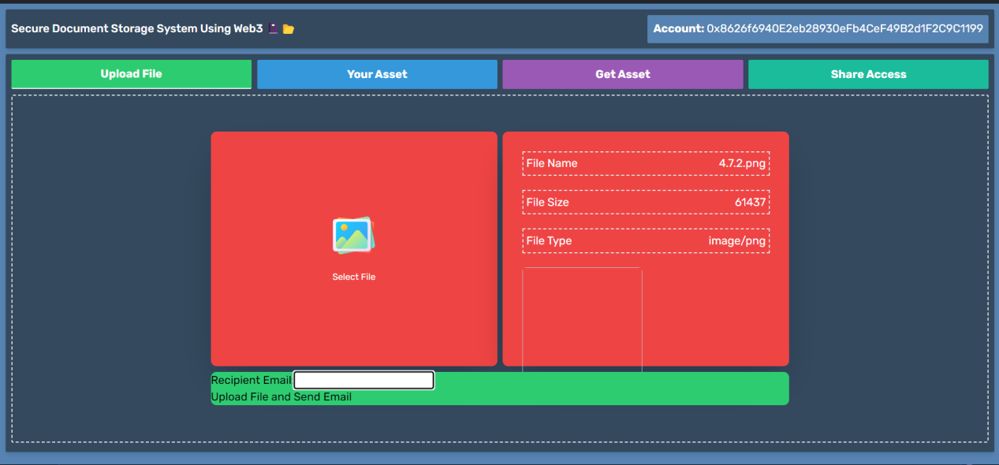 Secure Document Storage System Using Web3
Account: 0x8626f6940E2eb28930eFb4CeF49B2d1F2C9C1199
Upload File
Your Asset
Get Asset
Share Access
File Name 4.7.2.png
File Size 61437
File Type image/png
Select File
Recipient Email:
Upload File and Send Email